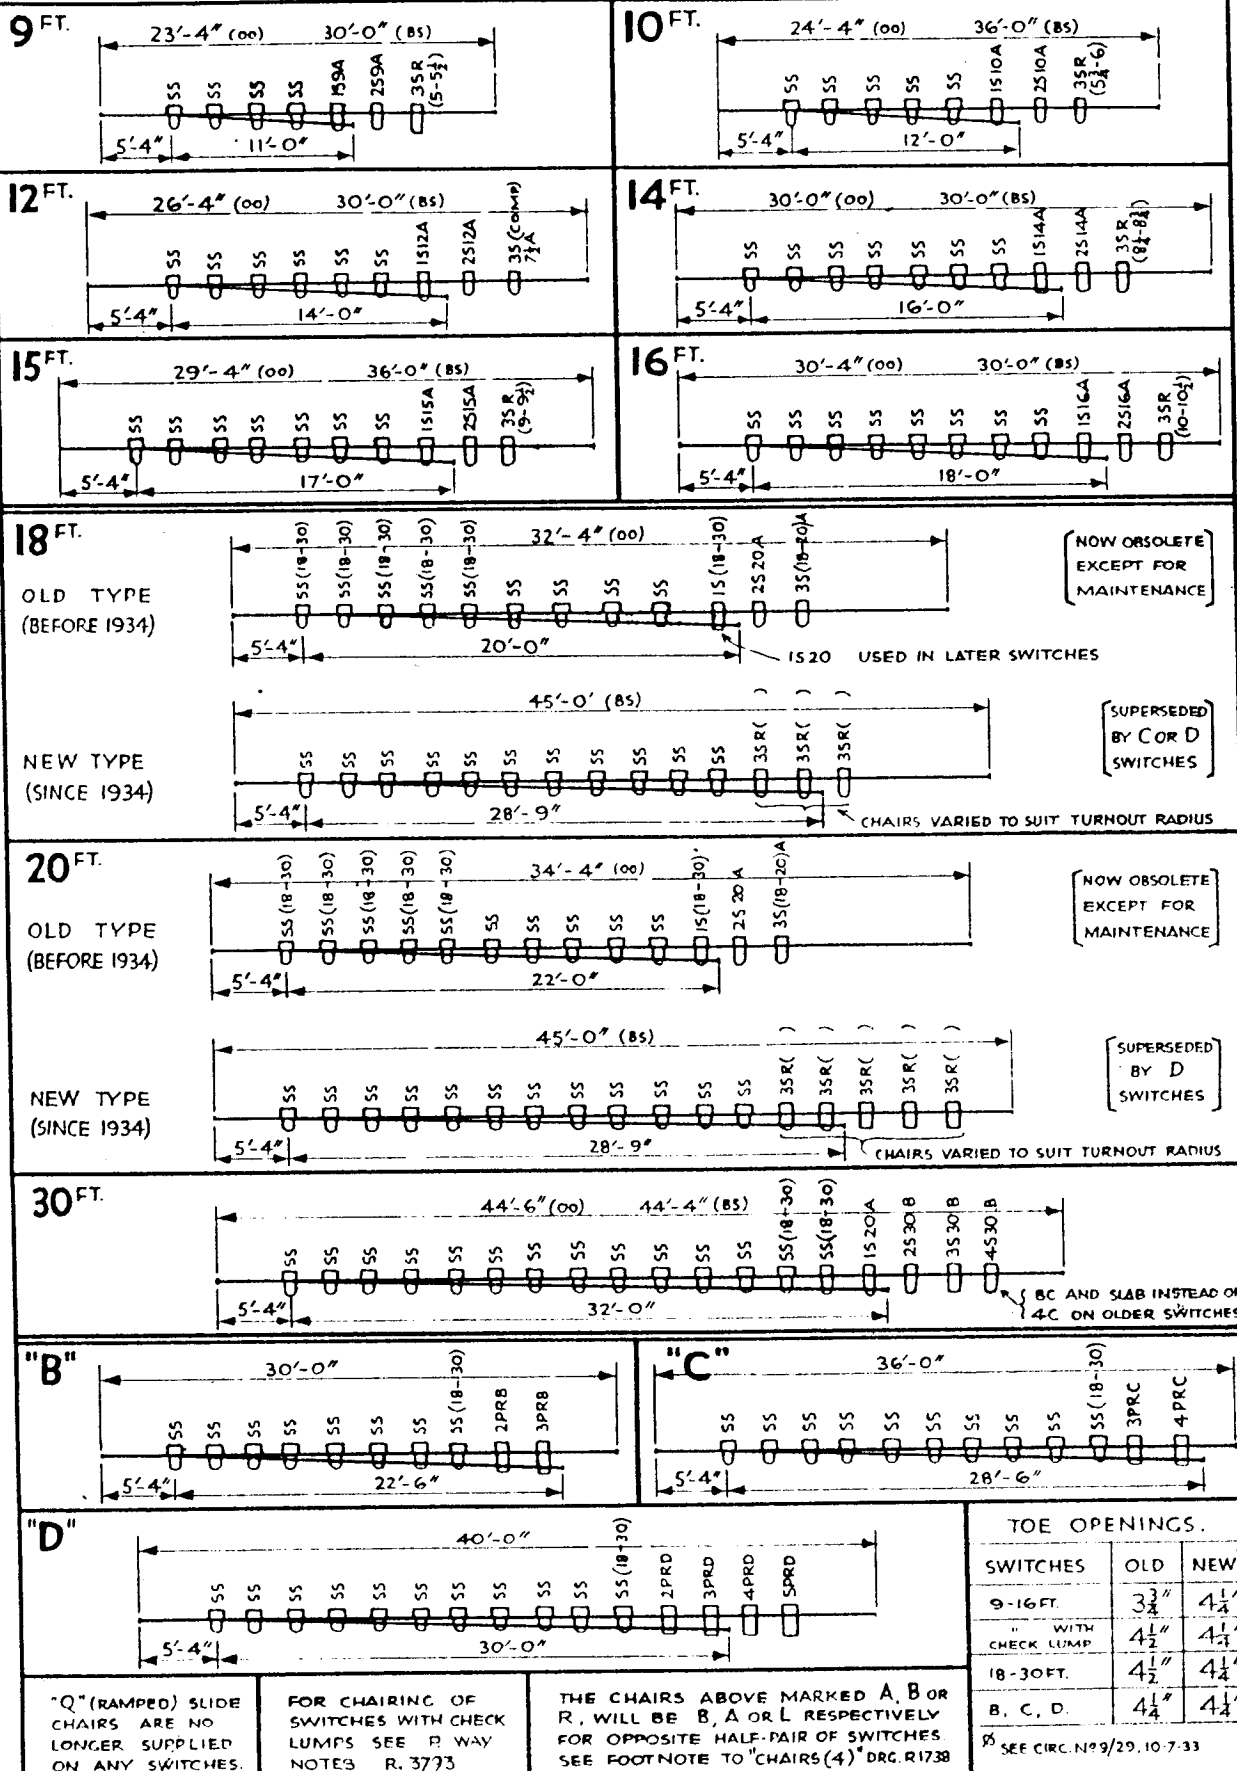 9 FT.
23'-4" (OO) 30'-0" (BS)
SS SS SS SS 1S9A 2S9A 3SR (5-5½)
5'-4" 11'-0"
10 FT.
24'-4" (OO) 36'-0" (BS)
SS SS SS SS SS 1S10A 2S10A 3SR (5¾-6)
5'-4" 12'-0"
12 FT.
26'-4" (OO) 30'-0" (BS)
SS SS SS SS SS SS 1S12A 2S12A 3S (COMP) 7½A
5'-4" 14'-0"
14 FT.
30'-0" (OO) 30'-0" (BS)
SS SS SS SS SS SS SS 1S14A 2S14A 3SR (8¼-8¾)
5'-4" 16'-0"
15 FT.
29'-4" (OO) 36'-0" (BS)
SS SS SS SS SS SS SS 1S15A 2S15A 3SR (9-9½)
5'-4" 17'-0"
16 FT.
30'-4" (OO) 30'-0" (BS)
SS SS SS SS SS SS SS SS 1S16A 2S16A 3SR (10-10½)
5'-4" 18'-0"
18 FT.
32'-4" (OO)
SS(18-30) SS(18-30) SS(18-30) SS(18-30) SS(18-30) SS SS SS SS 1S(18-30) 2S20A 3S(18-20)A
OLD TYPE
(BEFORE 1934)
[NOW OBSOLETE
EXCEPT FOR
MAINTENANCE]
5'-4" 20'-0"
1S20 USED IN LATER SWITCHES
45'-0' (BS)
SS SS SS SS SS SS SS SS SS SS SS 3SR( ) 3SR( ) 3SR( )
NEW TYPE
(SINCE 1934)
[SUPERSEDED
BY C OR D
SWITCHES]
5'-4" 28'-9"
CHAIRS VARIED TO SUIT TURNOUT RADIUS
20 FT.
34'-4" (OO)
SS(18-30) SS(18-30) SS(18-30) SS(18-30) SS(18-30) SS SS SS SS SS 1S(18-30) 2S20A 3S(18-20)A
OLD TYPE
(BEFORE 1934)
[NOW OBSOLETE
EXCEPT FOR
MAINTENANCE]
5'-4" 22'-0"
45'-0" (BS)
SS SS SS SS SS SS SS SS SS SS SS SS 3SR( ) 3SR( ) 3SR( ) 3SR( ) 3SR( )
NEW TYPE
(SINCE 1934)
[SUPERSEDED
BY D
SWITCHES]
5'-4" 28'-9"
CHAIRS VARIED TO SUIT TURNOUT RADIUS
30 FT.
44'-6" (OO) 44'-4" (BS)
SS SS SS SS SS SS SS SS SS SS SS SS SS(18-30) SS(18-30) 1S20A 2S30B 3S30B 4S30B
5'-4" 32'-0"
BC AND SLAB INSTEAD OF
4C ON OLDER SWITCHES
"B"
30'-0"
SS SS SS SS SS SS SS SS(18-30) 2PRB 3PRB
5'-4" 22'-6"
"C"
36'-0"
SS SS SS SS SS SS SS SS SS SS(18-30) 3PRC 4PRC
5'-4" 28'-6"
"D"
40'-0"
SS SS SS SS SS SS SS SS SS SS SS(18-30) 2PRD 3PRD 4PRD 5PRD
5'-4" 30'-0"
TOE OPENINGS.
SWITCHES OLD NEW
9-16 FT. 3¾" 4¼"
" WITH CHECK LUMP 4½" 4¼"
18-30 FT. 4½" 4¼"
B, C, D. 4¼" 4¼"
Ø SEE CIRC. Nº 9/29, 10-7-33
"Q" (RAMPED) SLIDE
CHAIRS ARE NO
LONGER SUPPLIED
ON ANY SWITCHES.
FOR CHAIRING OF
SWITCHES WITH CHECK
LUMPS SEE P. WAY
NOTES R. 3793
THE CHAIRS ABOVE MARKED A, B OR
R, WILL BE B, A OR L RESPECTIVELY
FOR OPPOSITE HALF-PAIR OF SWITCHES
SEE FOOTNOTE TO "CHAIRS (4)" DRG. R1738